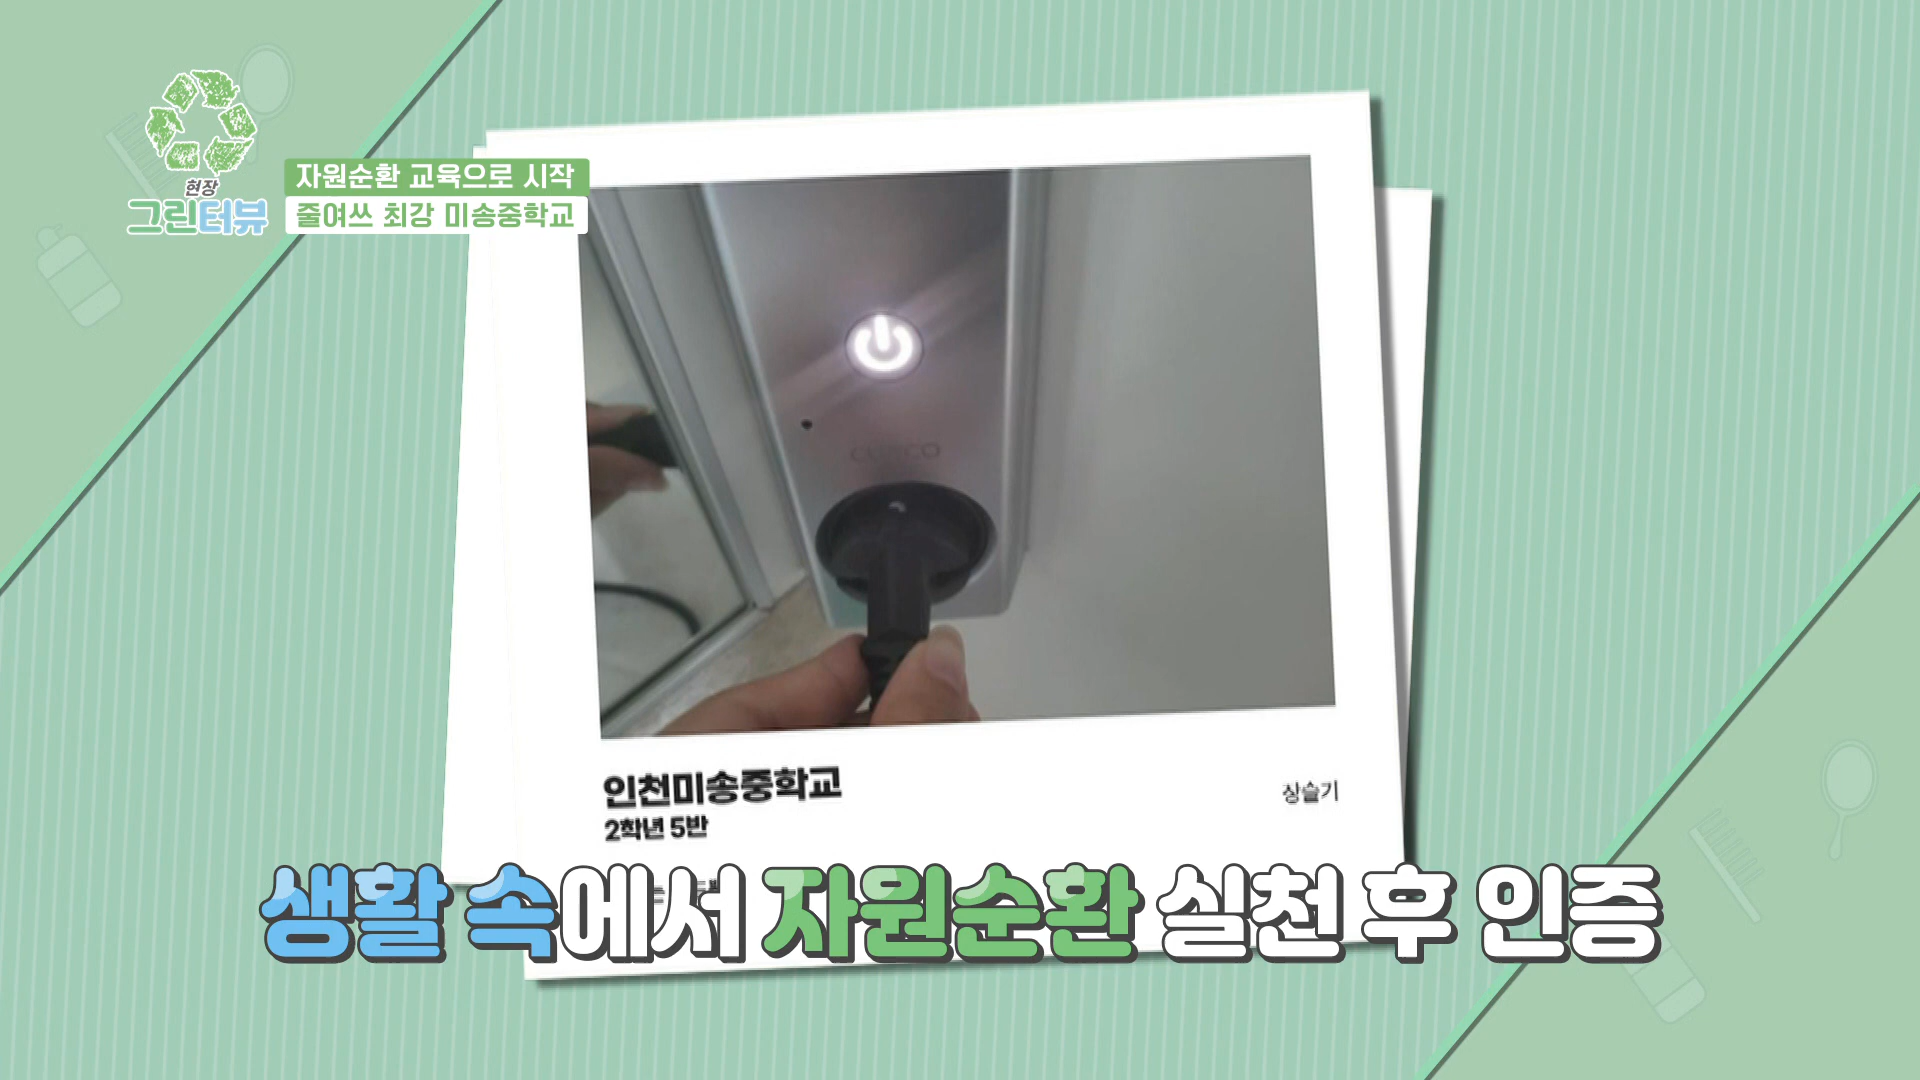 현장
그린터뷰
자원순환 교육으로 시작
줄여쓰 최강 미송중학교
인천미송중학교
2학년 5반
상슬기
생활 속에서 자원순환 실천 후 인증